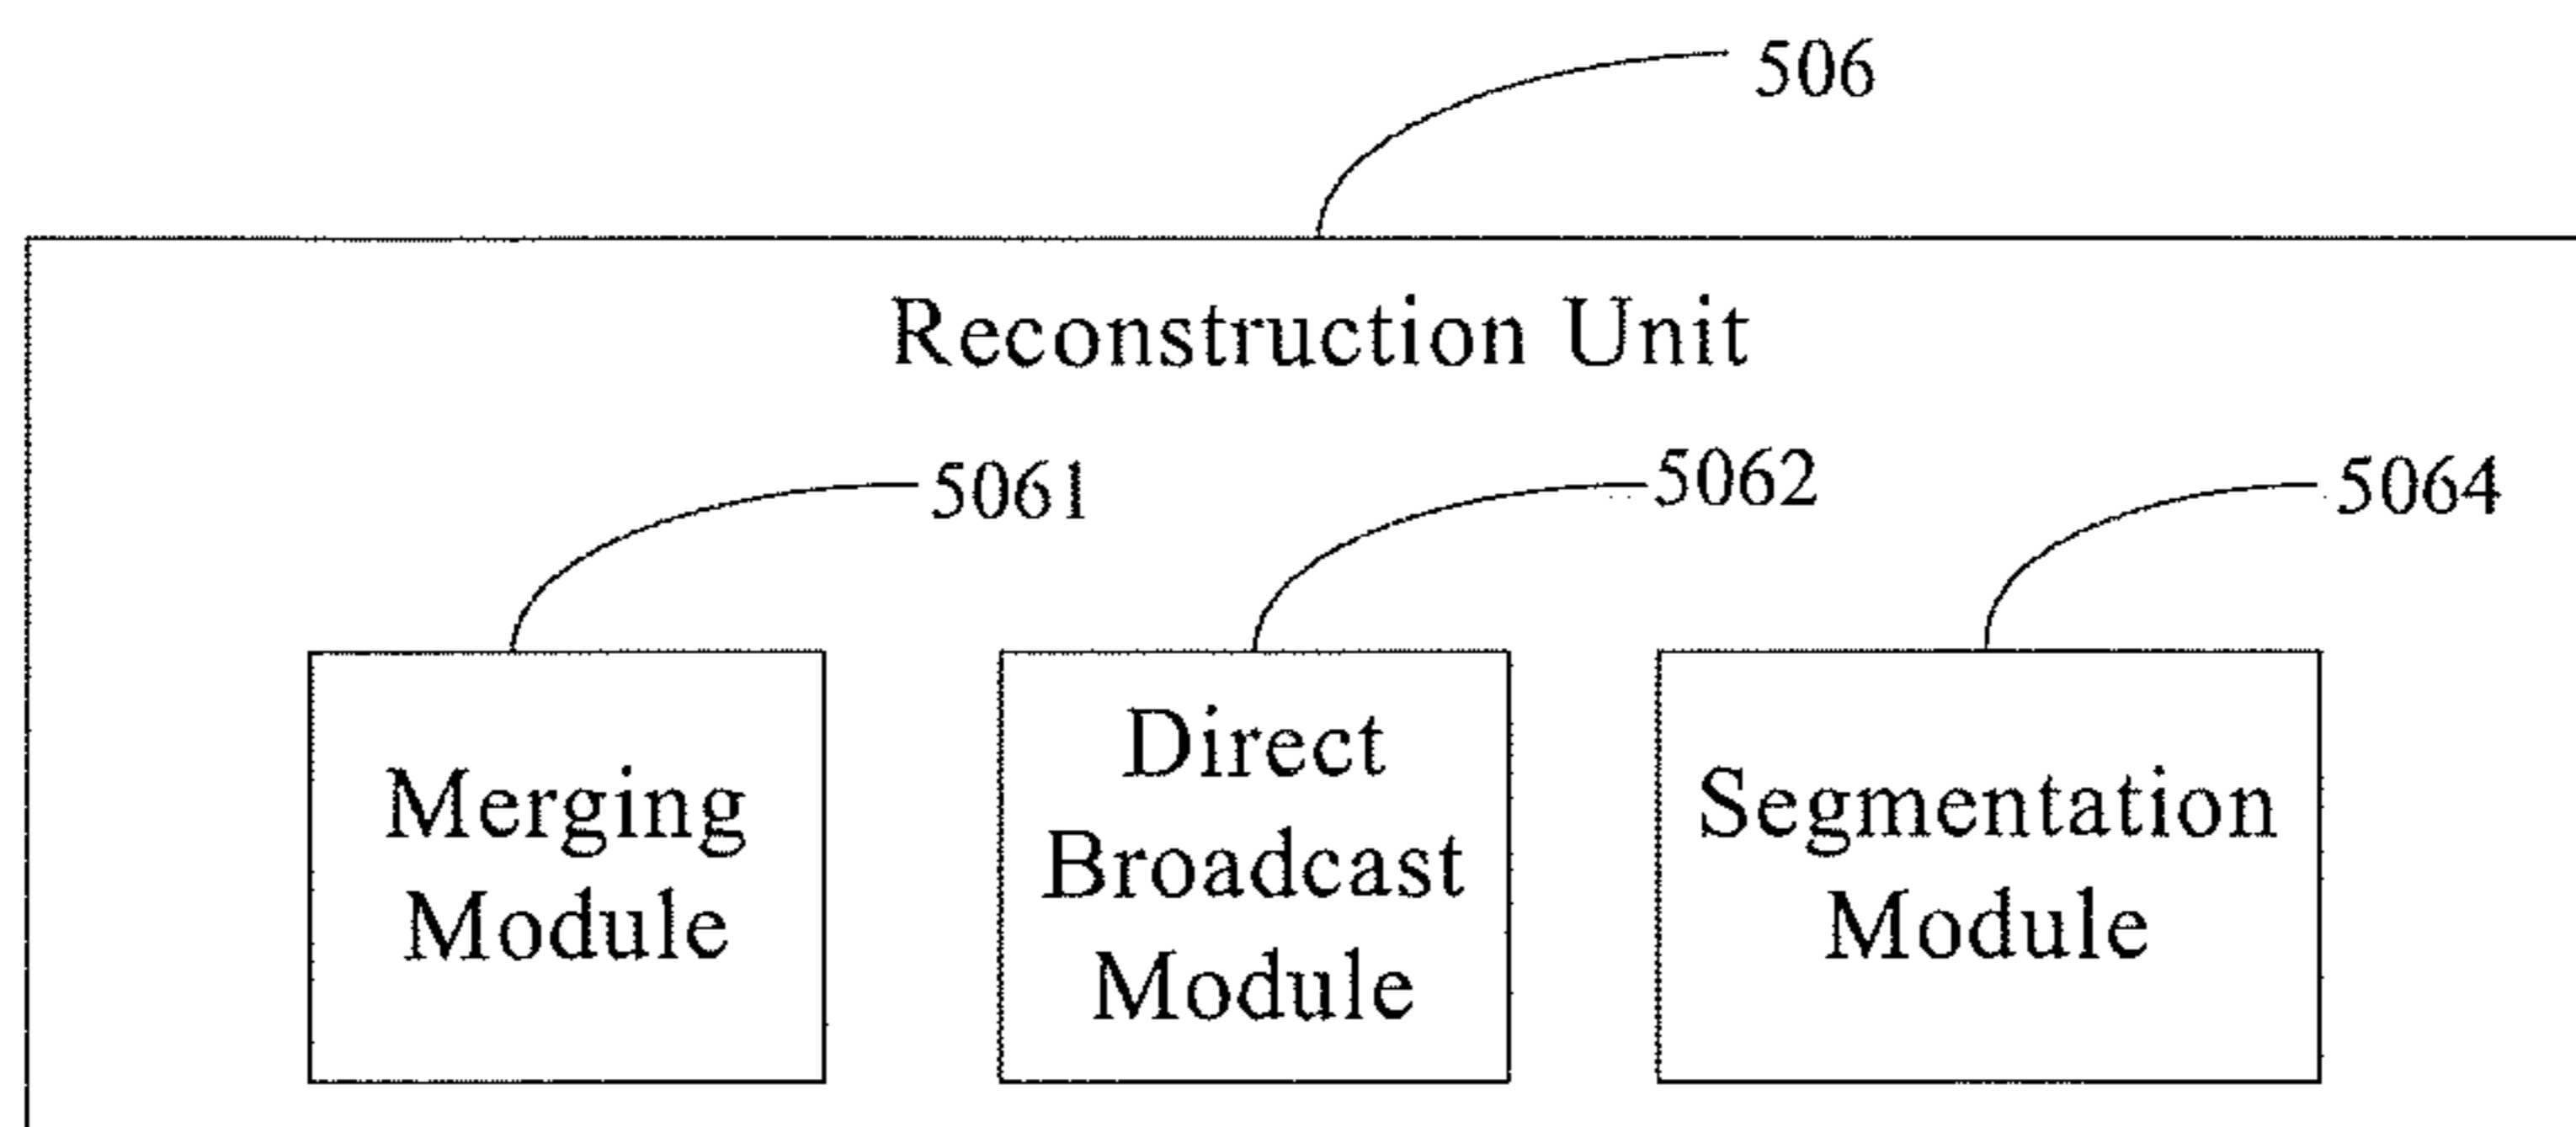 506
Reconstruction Unit
5061
5062
5064
Merging
Module
Direct
Broadcast
Module
Segmentation
Module